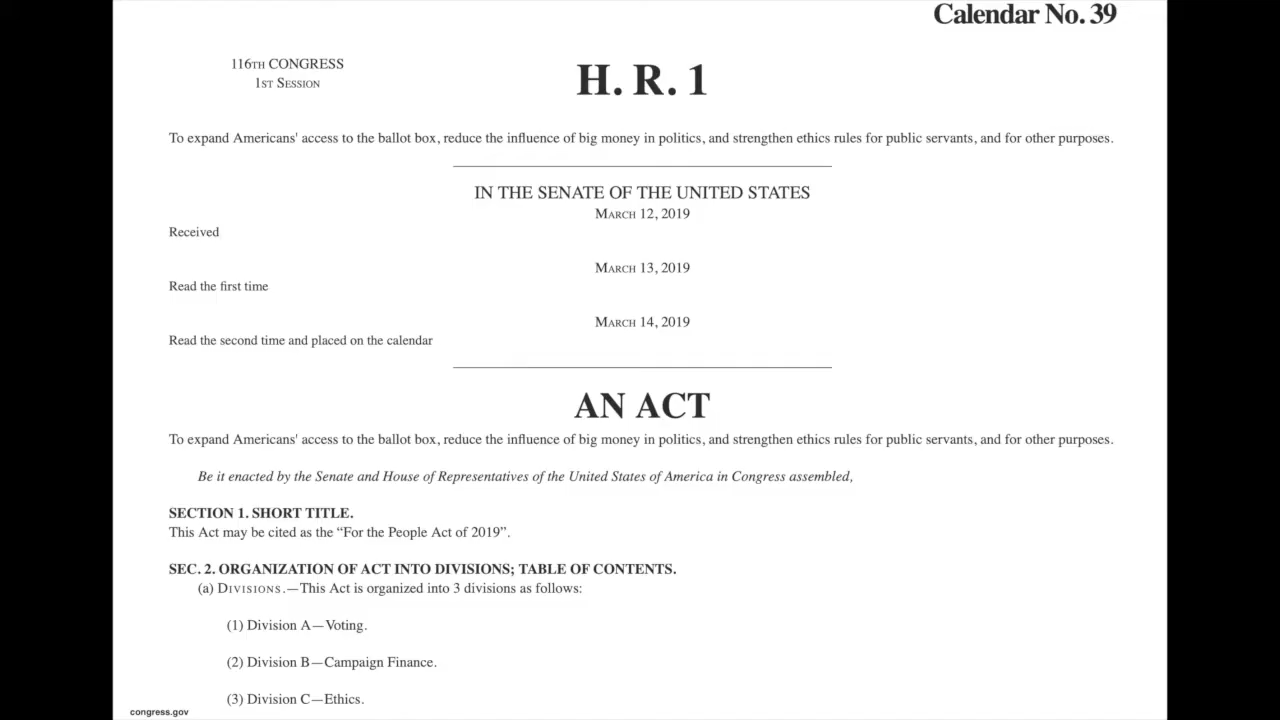 Calendar No. 39
116TH CONGRESS
1ST SESSION
H. R. 1
To expand Americans' access to the ballot box, reduce the influence of big money in politics, and strengthen ethics rules for public servants, and for other purposes.
IN THE SENATE OF THE UNITED STATES
MARCH 12, 2019
Received
MARCH 13, 2019
Read the first time
MARCH 14, 2019
Read the second time and placed on the calendar
AN ACT
To expand Americans' access to the ballot box, reduce the influence of big money in politics, and strengthen ethics rules for public servants, and for other purposes.
Be it enacted by the Senate and House of Representatives of the United States of America in Congress assembled,
SECTION 1. SHORT TITLE.
This Act may be cited as the “For the People Act of 2019”.
SEC. 2. ORGANIZATION OF ACT INTO DIVISIONS; TABLE OF CONTENTS.
(a) DIVISIONS.—This Act is organized into 3 divisions as follows:
(1) Division A—Voting.
(2) Division B—Campaign Finance.
(3) Division C—Ethics.
congress.gov